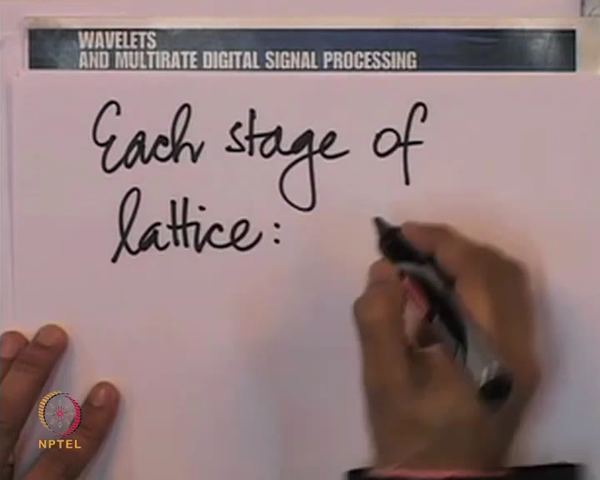 WAVELETS
AND MULTIRATE DIGITAL SIGNAL PROCESSING
Each stage of
lattice:
NPTEL